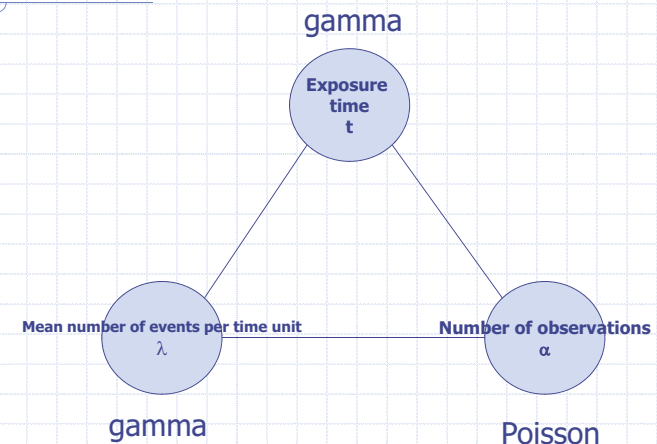 gamma
Exposure
time
t
Mean number of events per time unit
λ
Number of observations
α
gamma
Poisson